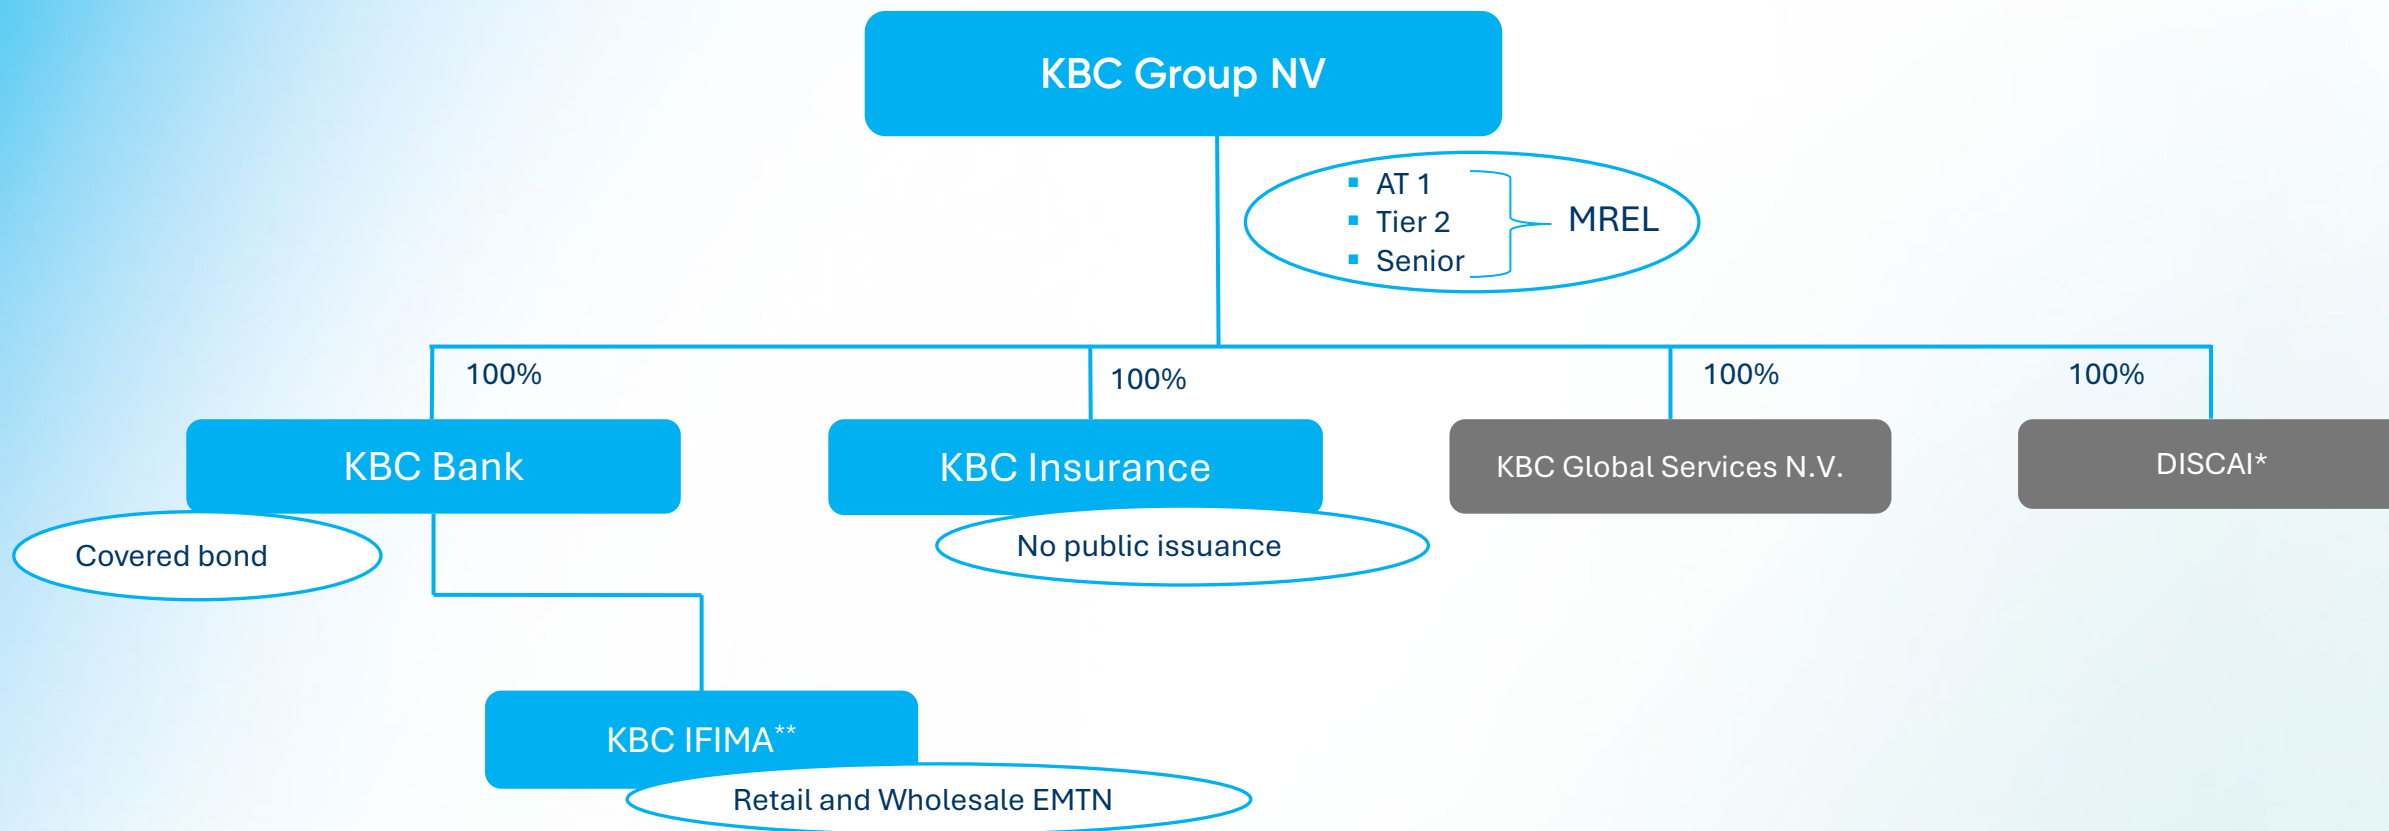 KBC Group NV
▪ AT 1
▪ Tier 2
▪ Senior
MREL
100%
100%
100%
100%
KBC Bank
KBC Insurance
KBC Global Services N.V.
DISCAI*
Covered bond
No public issuance
KBC IFIMA**
Retail and Wholesale EMTN